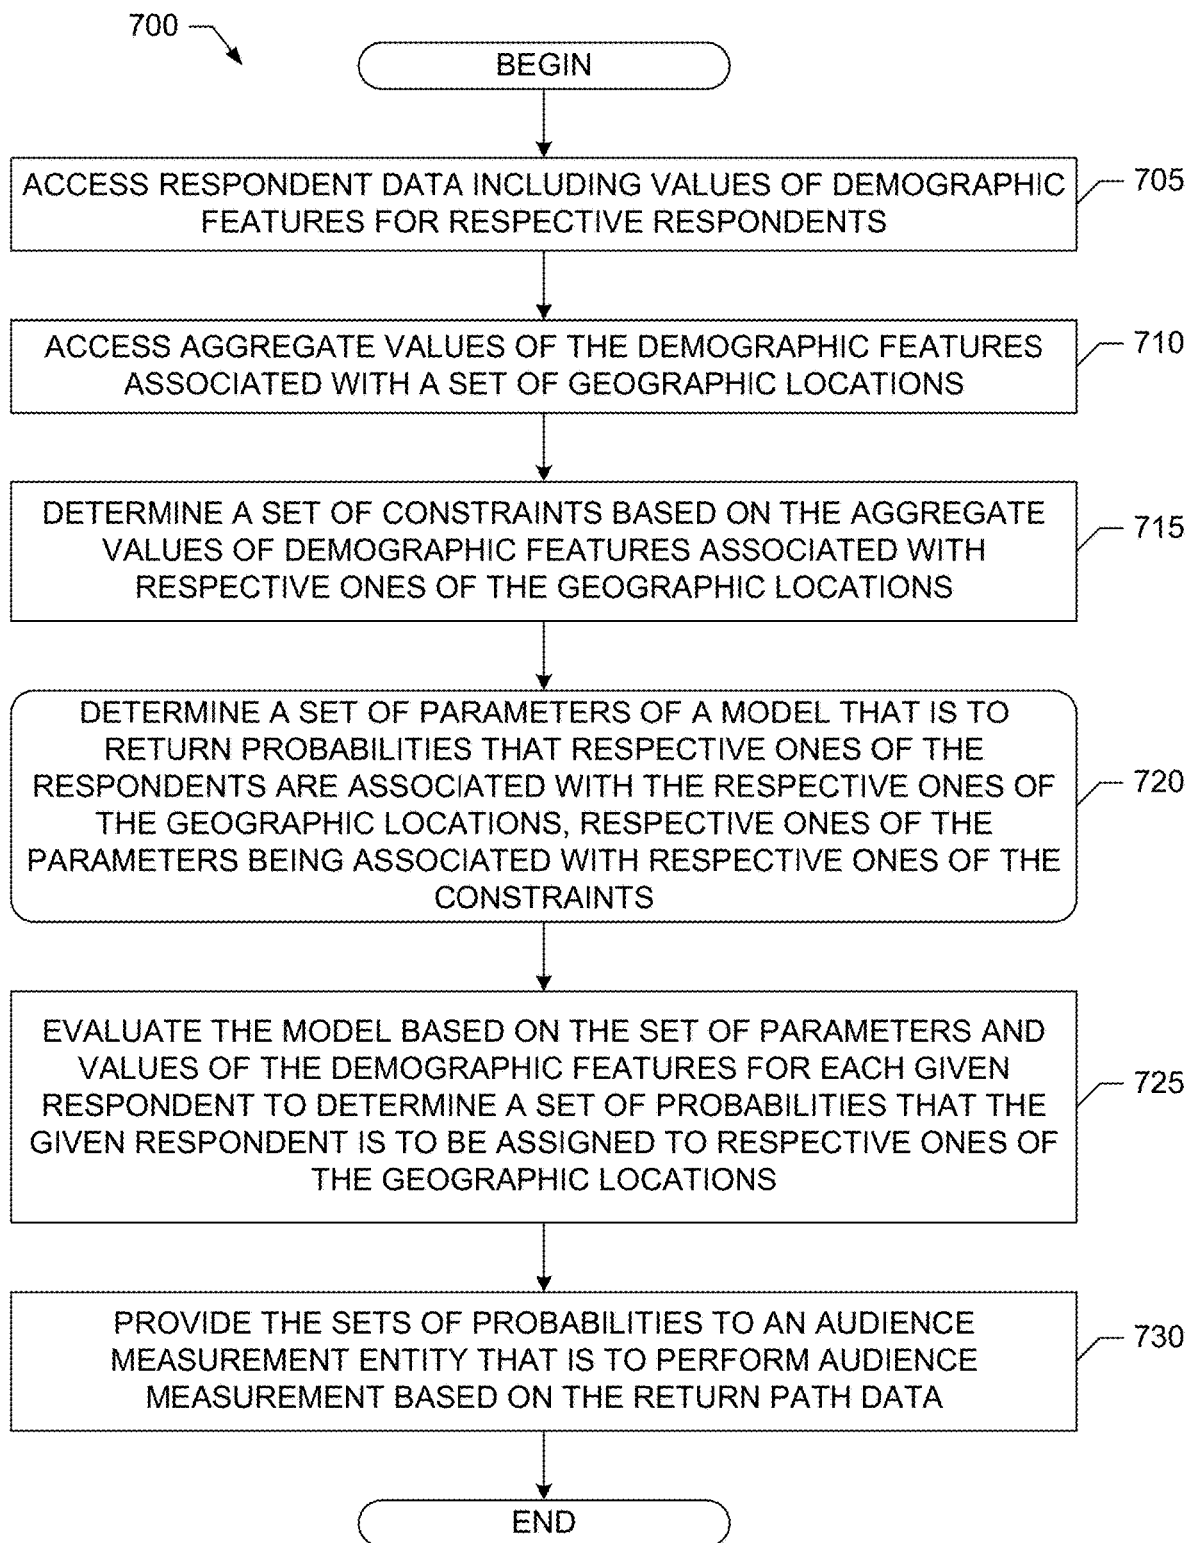 700
BEGIN
ACCESS RESPONDENT DATA INCLUDING VALUES OF DEMOGRAPHIC
FEATURES FOR RESPECTIVE RESPONDENTS
705
ACCESS AGGREGATE VALUES OF THE DEMOGRAPHIC FEATURES
ASSOCIATED WITH A SET OF GEOGRAPHIC LOCATIONS
710
DETERMINE A SET OF CONSTRAINTS BASED ON THE AGGREGATE
VALUES OF DEMOGRAPHIC FEATURES ASSOCIATED WITH
RESPECTIVE ONES OF THE GEOGRAPHIC LOCATIONS
715
DETERMINE A SET OF PARAMETERS OF A MODEL THAT IS TO
RETURN PROBABILITIES THAT RESPECTIVE ONES OF THE
RESPONDENTS ARE ASSOCIATED WITH THE RESPECTIVE ONES OF
THE GEOGRAPHIC LOCATIONS, RESPECTIVE ONES OF THE
PARAMETERS BEING ASSOCIATED WITH RESPECTIVE ONES OF THE
CONSTRAINTS
720
EVALUATE THE MODEL BASED ON THE SET OF PARAMETERS AND
VALUES OF THE DEMOGRAPHIC FEATURES FOR EACH GIVEN
RESPONDENT TO DETERMINE A SET OF PROBABILITIES THAT THE
GIVEN RESPONDENT IS TO BE ASSIGNED TO RESPECTIVE ONES OF
THE GEOGRAPHIC LOCATIONS
725
PROVIDE THE SETS OF PROBABILITIES TO AN AUDIENCE
MEASUREMENT ENTITY THAT IS TO PERFORM AUDIENCE
MEASUREMENT BASED ON THE RETURN PATH DATA
730
END